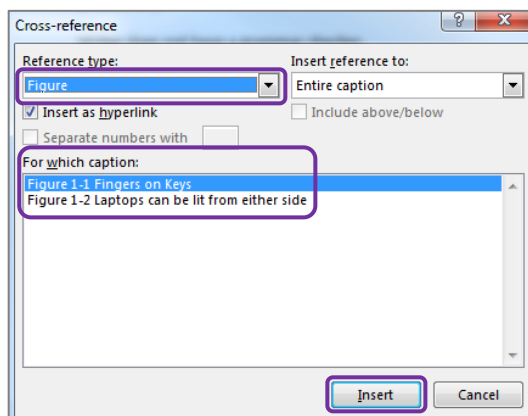 Cross-reference
Reference type:
Insert reference to:
Figure
Entire caption
Insert as hyperlink
Include above/below
Separate numbers with
For which caption:
Figure 1-1 Fingers on Keys
Figure 1-2 Laptops can be lit from either side
Insert
Cancel